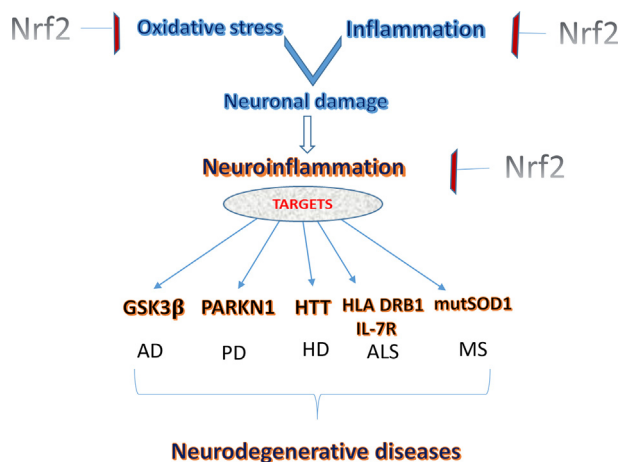 Nrf2 Oxidative stress Inflammation Nrf2
Neuronal damage
Neuroinflammation Nrf2
TARGETS
GSK3β PARKN1 HTT HLA DRB1 mutSOD1
IL-7R
AD PD HD ALS MS
Neurodegenerative diseases